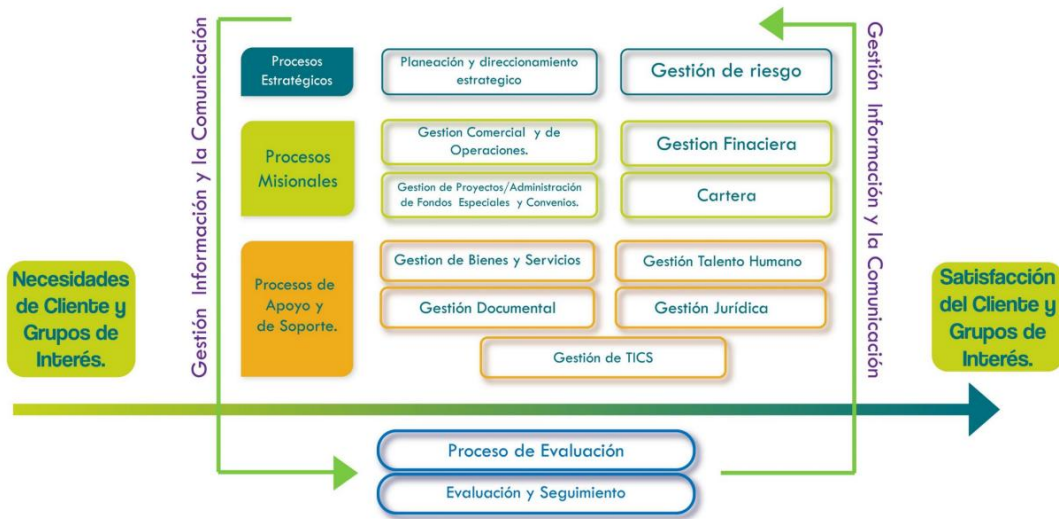 Gestión Información y la Comunicación
Procesos
Estratégicos
Planeación y direccionamiento
estrategico
Gestión de riesgo
Procesos
Misionales
Gestion Comercial y de
Operaciones.
Gestion Finaciera
Gestion de Proyectos/Administración
de Fondos Especiales y Convenios.
Cartera
Procesos de
Apoyo y
de Soporte.
Gestion de Bienes y Servicios
Gestión Talento Humano
Gestión Documental
Gestión Jurídica
Gestión de TICS
Necesidades
de Cliente y
Grupos de
Interés.
Gestión Información y la Comunicación
Satisfacción
del Cliente y
Grupos de
Interés.
Proceso de Evaluación
Evaluación y Seguimiento